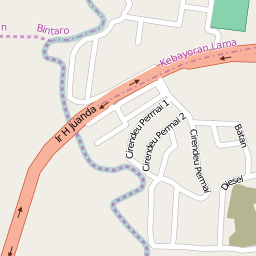 Bintaro
Kebayoran Lama
Ir H Juanda
Cirendeu Permai 1
Cirendeu Permai 2
Cirendeu Permai
Batan
Diesel